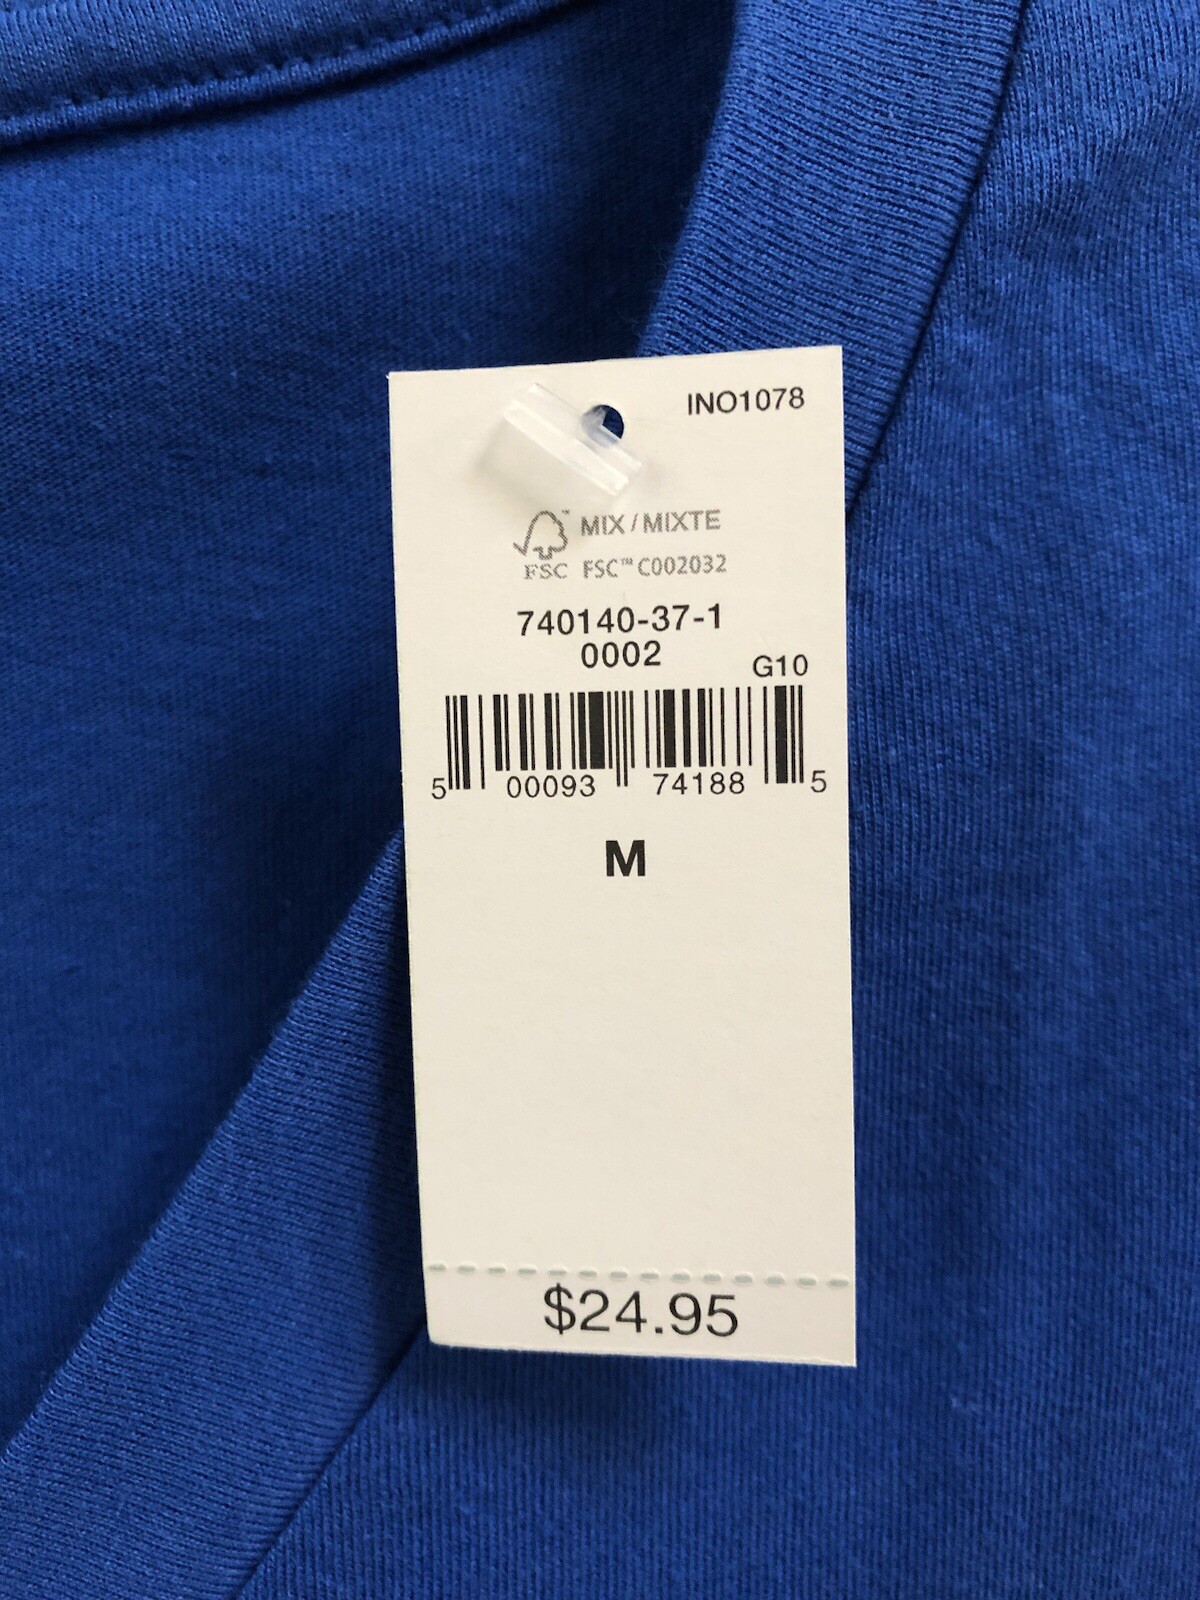 INO1078
MIX / MIXTE
FSC FSC™ C002032
740140-37-1
0002
G10
5 00093 74188 5
M
$24.95